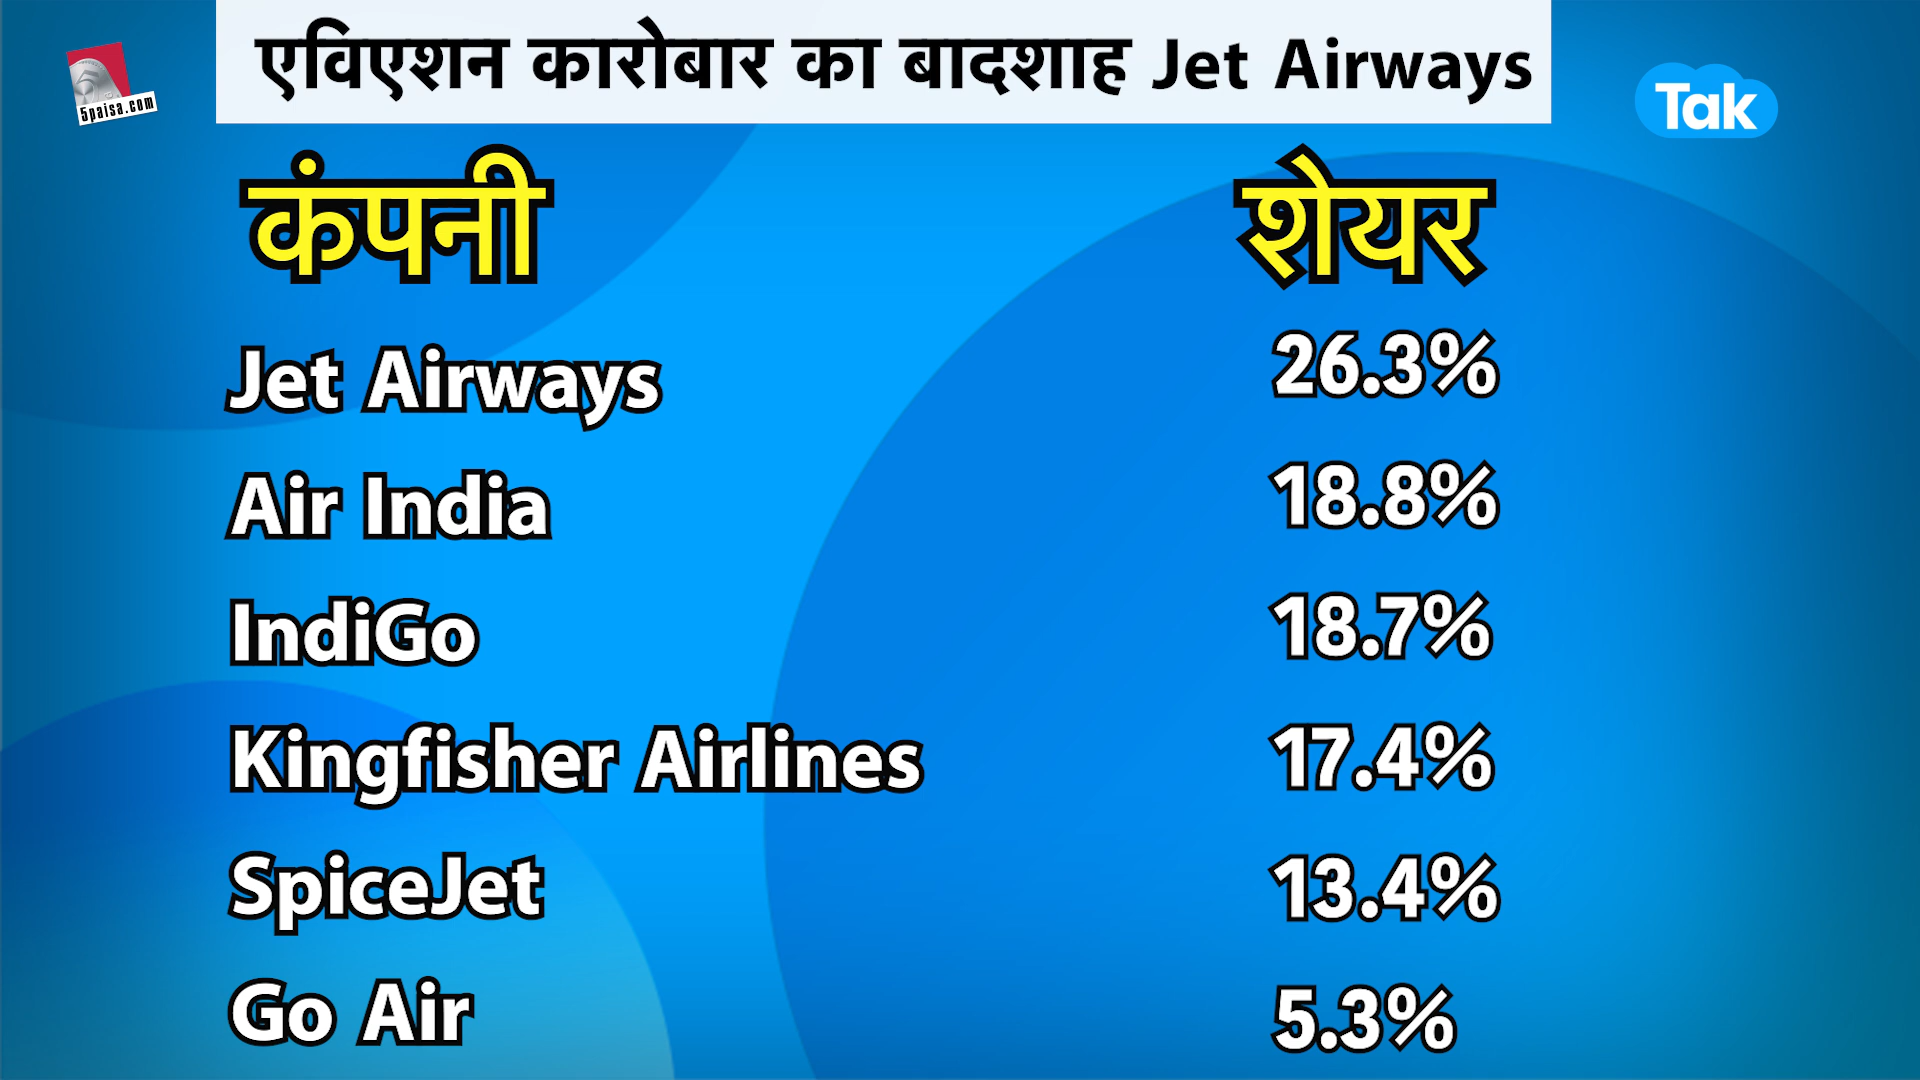 एविएशन कारोबार का बादशाह Jet Airways
5paisa.com
Tak
कंपनी शेयर
Jet Airways 26.3%
Air India 18.8%
IndiGo 18.7%
Kingfisher Airlines 17.4%
SpiceJet 13.4%
Go Air 5.3%